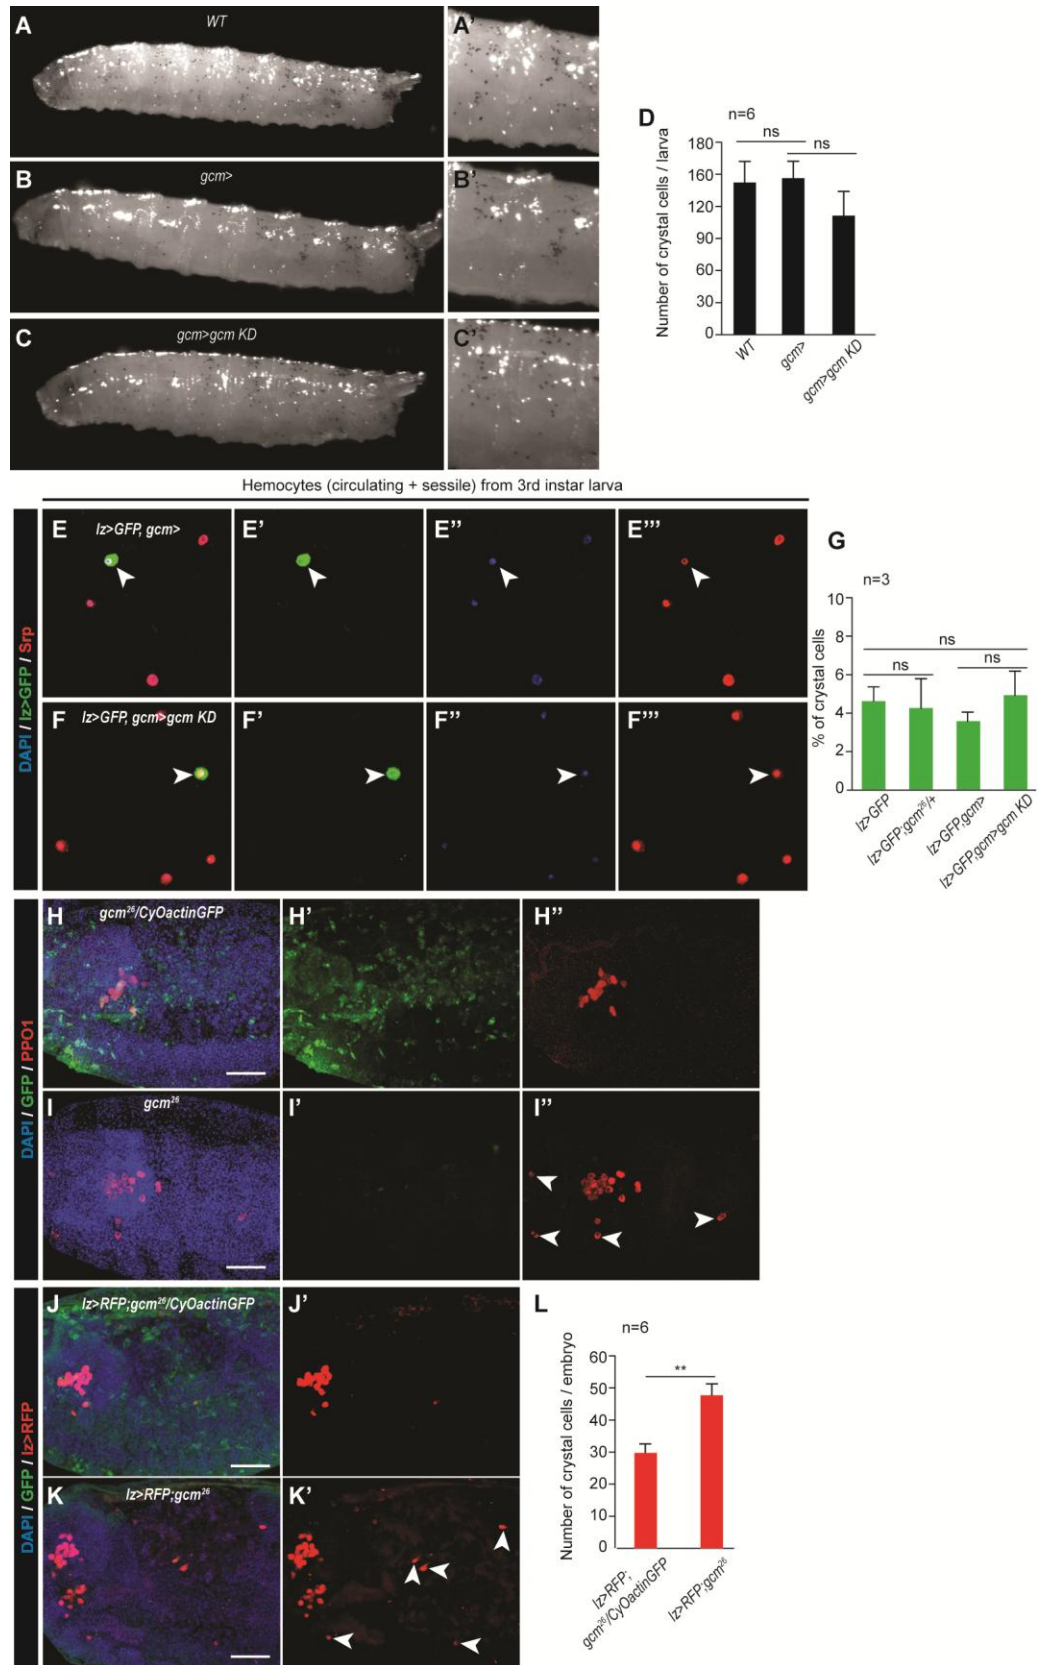 A
WT
A'
B
gcm>
B'
C
gcm>gcm KD
C'
D
n=6
ns
ns
Number of crystal cells / larva
180
160
120
90
60
30
0
WT
gcm>
gcm>gcm KD
Hemocytes (circulating + sessile) from 3rd instar larva
DAPI / lz>GFP / Srp
E
lz>GFP, gcm>
E'
E''
E'''
F
lz>GFP, gcm>gcm KD
F'
F''
F'''
G
n=3
ns
ns
ns
% of crystal cells
10
8
6
4
2
0
lz>GFP
lz>GFP;gcm²⁶/+
lz>GFP,gcm>
lz>GFP,gcm>gcm KD
DAPI / GFP / PPO1
H
gcm²⁶/CyOactinGFP
H'
H''
I
gcm²⁶
I'
I''
DAPI / GFP / lz>RFP
J
lz>RFP;gcm²⁶/CyOactinGFP
J'
K
lz>RFP;gcm²⁶
K'
L
n=6
**
Number of crystal cells / embryo
60
50
40
30
20
10
0
lz>RFP;
gcm²⁶/CyOactinGFP
lz>RFP;gcm²⁶